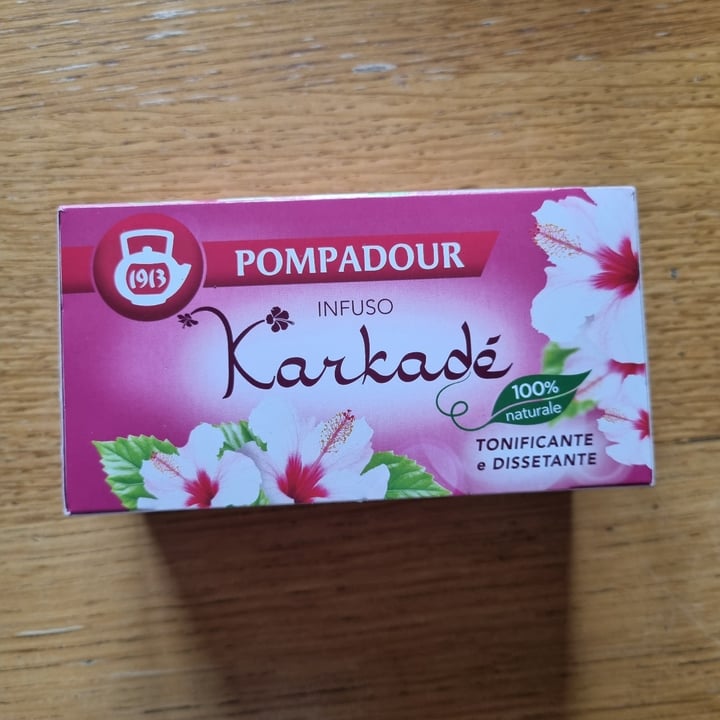 1913
POMPADOUR
INFUSO
Karkadé
100%
naturale
TONIFICANTE
e DISSETANTE